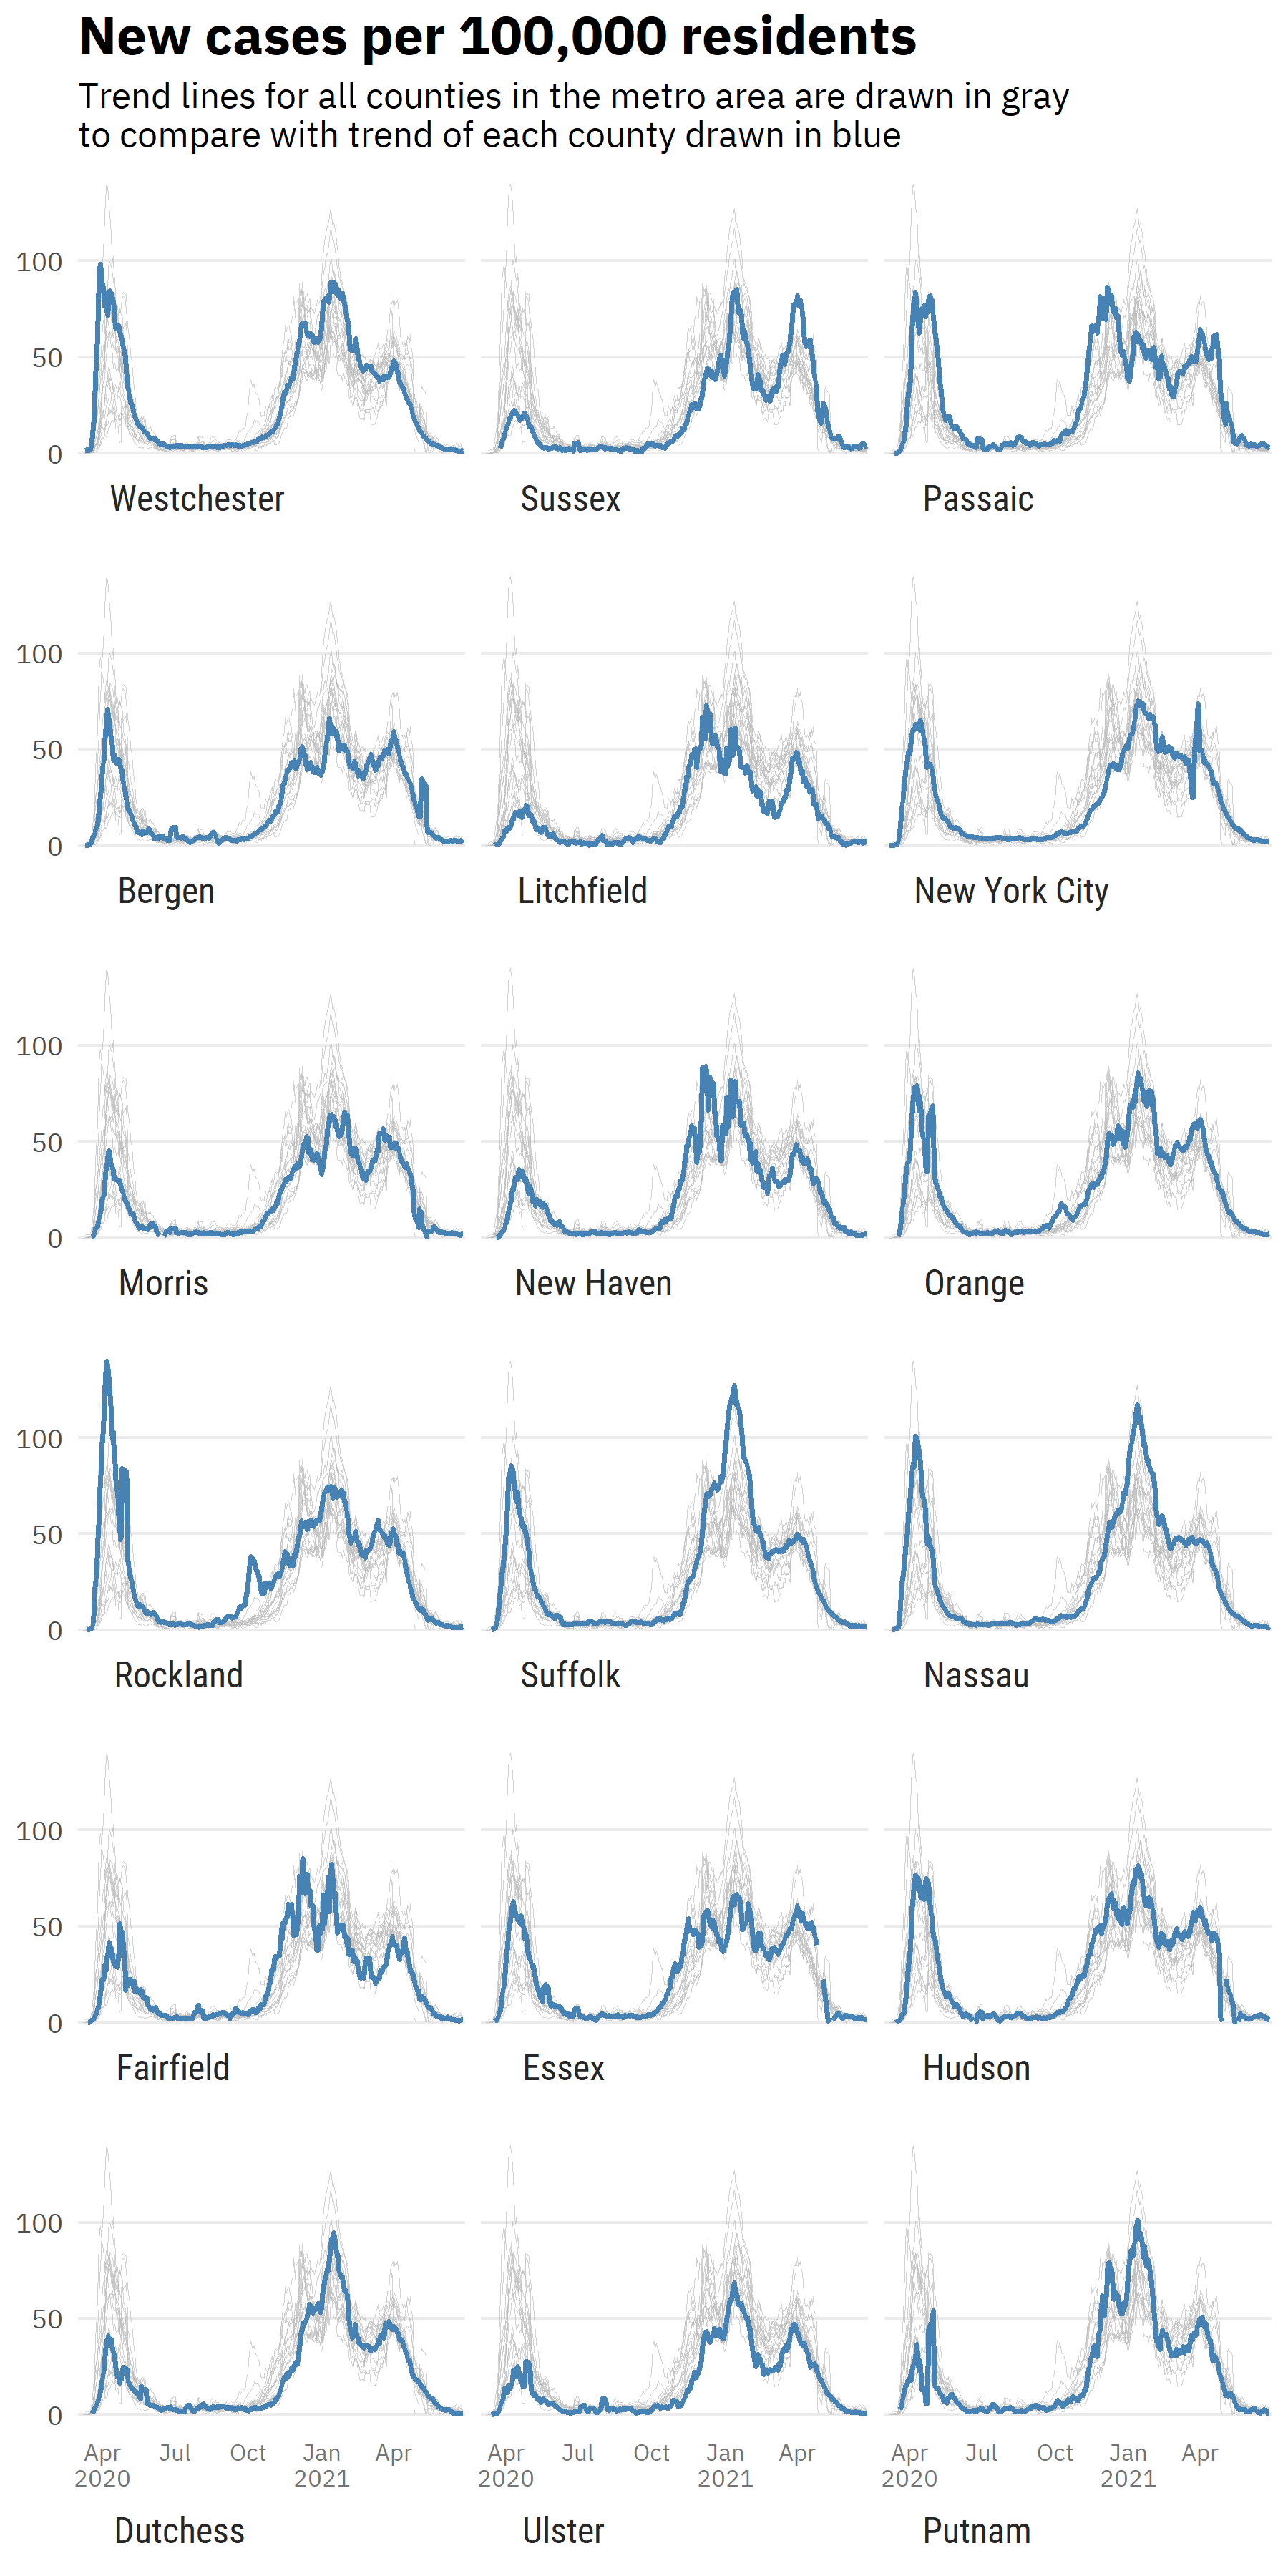 New cases per 100,000 residents
Trend lines for all counties in the metro area are drawn in gray
to compare with trend of each county drawn in blue
100
50
0
Westchester Sussex Passaic
100
50
0
Bergen Litchfield New York City
100
50
0
Morris New Haven Orange
100
50
0
Rockland Suffolk Nassau
100
50
0
Fairfield Essex Hudson
100
50
0
Apr Jul Oct Jan Apr Apr Jul Oct Jan Apr Apr Jul Oct Jan Apr
2020 2021 2020 2021 2020 2021
Dutchess Ulster Putnam